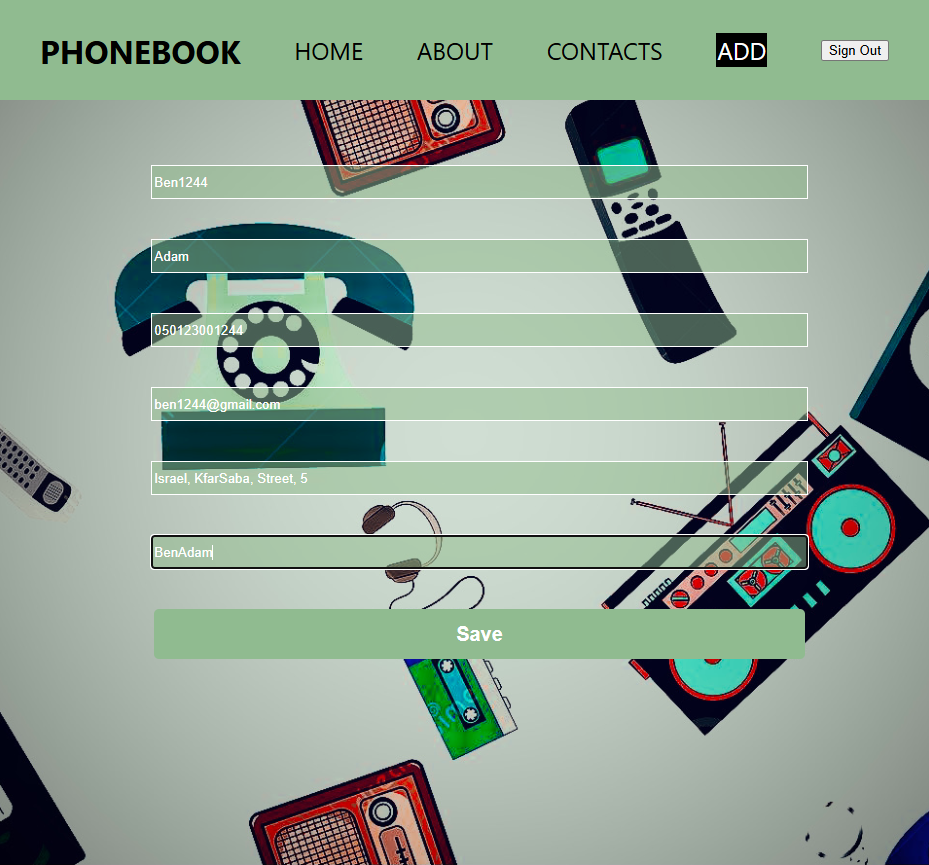 PHONEBOOK HOME ABOUT CONTACTS ADD Sign Out
Ben1244
Adam
050123001244
ben1244@gmail.com
Israel, KfarSaba, Street, 5
BenAdam
Save